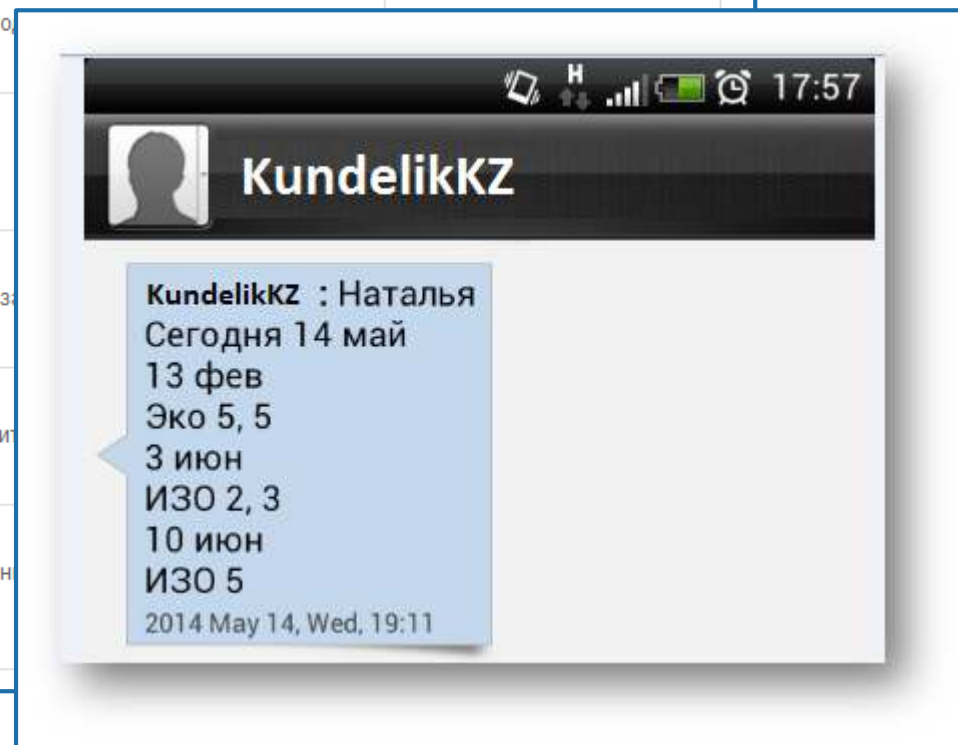 17:57
KundelikKZ
KundelikKZ : Наталья
Сегодня 14 май
13 фев
Эко 5, 5
3 июн
ИЗО 2, 3
10 июн
ИЗО 5
2014 May 14, Wed, 19:11